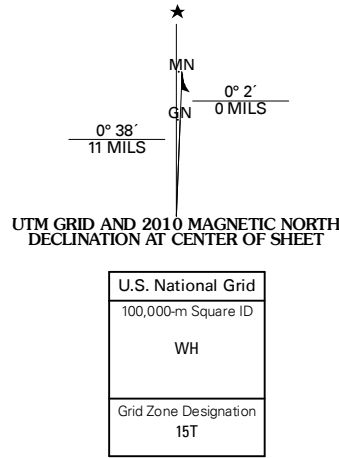 ★
MN
0° 2´
0 MILS
GN
0° 38´
11 MILS
UTM GRID AND 2010 MAGNETIC NORTH
DECLINATION AT CENTER OF SHEET
U.S. National Grid
100,000-m Square ID
WH
Grid Zone Designation
15T